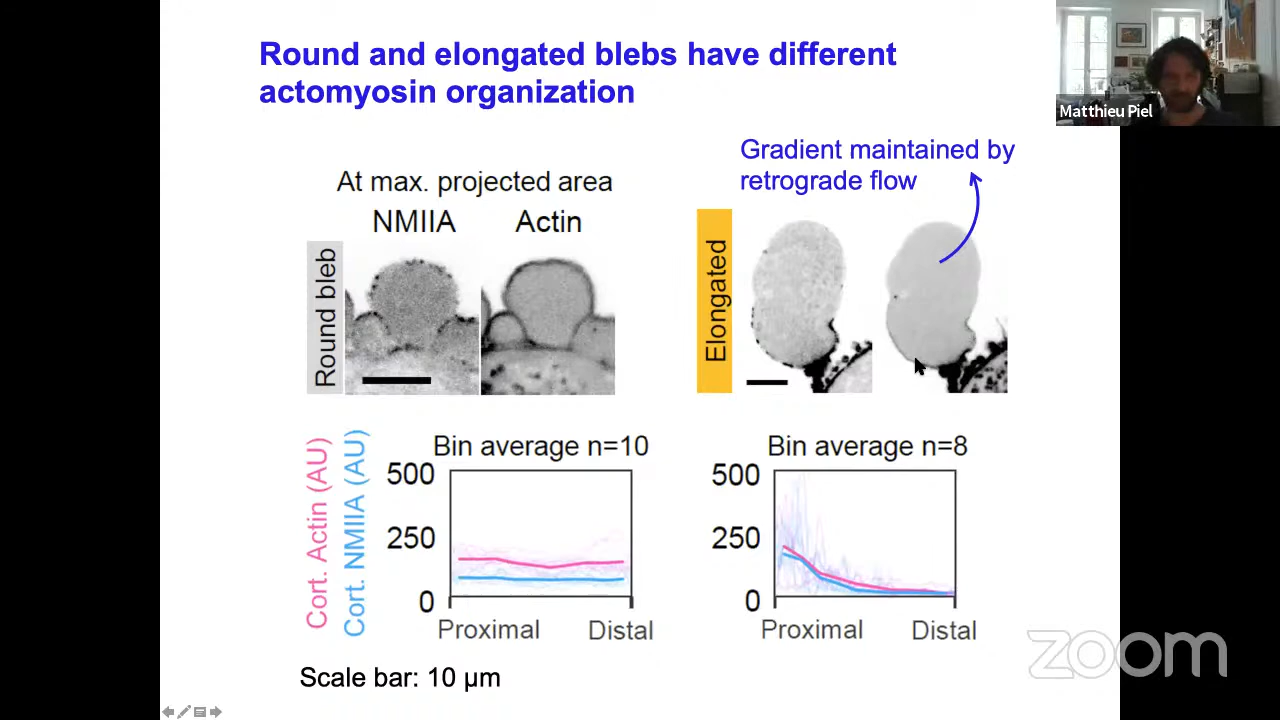 Round and elongated blebs have different
actomyosin organization
Matthieu Piel
Gradient maintained by
retrograde flow
At max. projected area
NMIIA
Actin
Round bleb
Elongated
Cort. Actin (AU)
Cort. NMIIA (AU)
Bin average n=10
500
250
0
Proximal
Distal
Bin average n=8
500
250
0
Proximal
Distal
Scale bar: 10 µm
zoom